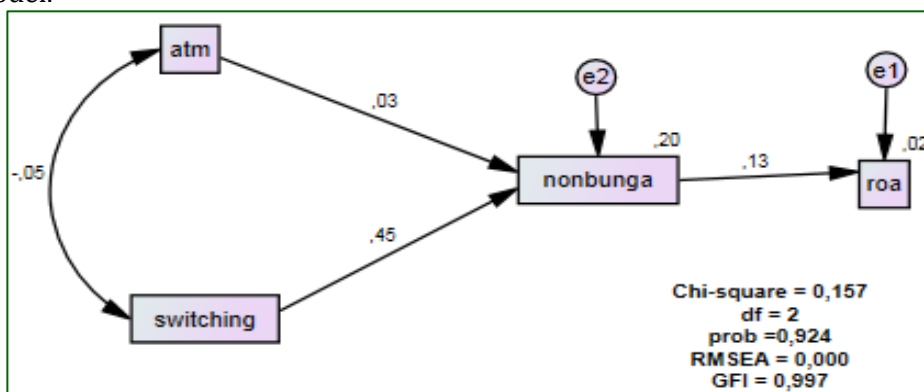 atm
e2
e1
,03
,20
,02
-,05
nonbunga
,13
roa
,45
switching
Chi-square = 0,157
df = 2
prob =0,924
RMSEA = 0,000
GFI = 0,997